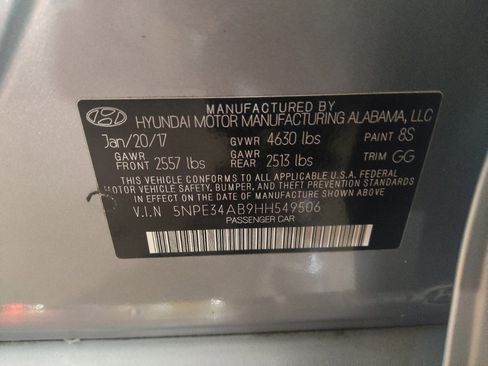 MANUFACTURED BY
HYUNDAI MOTOR MANUFACTURING ALABAMA, LLC
Jan/20/17 GVWR 4630 lbs PAINT 8S
GAWR FRONT 2557 lbs GAWR REAR 2513 lbs TRIM GG
THIS VEHICLE CONFORMS TO ALL APPLICABLE U.S.A. FEDERAL
MOTOR VEHICLE SAFETY, BUMPER, AND THEFT PREVENTION STANDARDS
IN EFFECT ON THE DATE OF MANUFACTURE SHOWN ABOVE.
V.I.N 5NPE34AB9HH549506
PASSENGER CAR